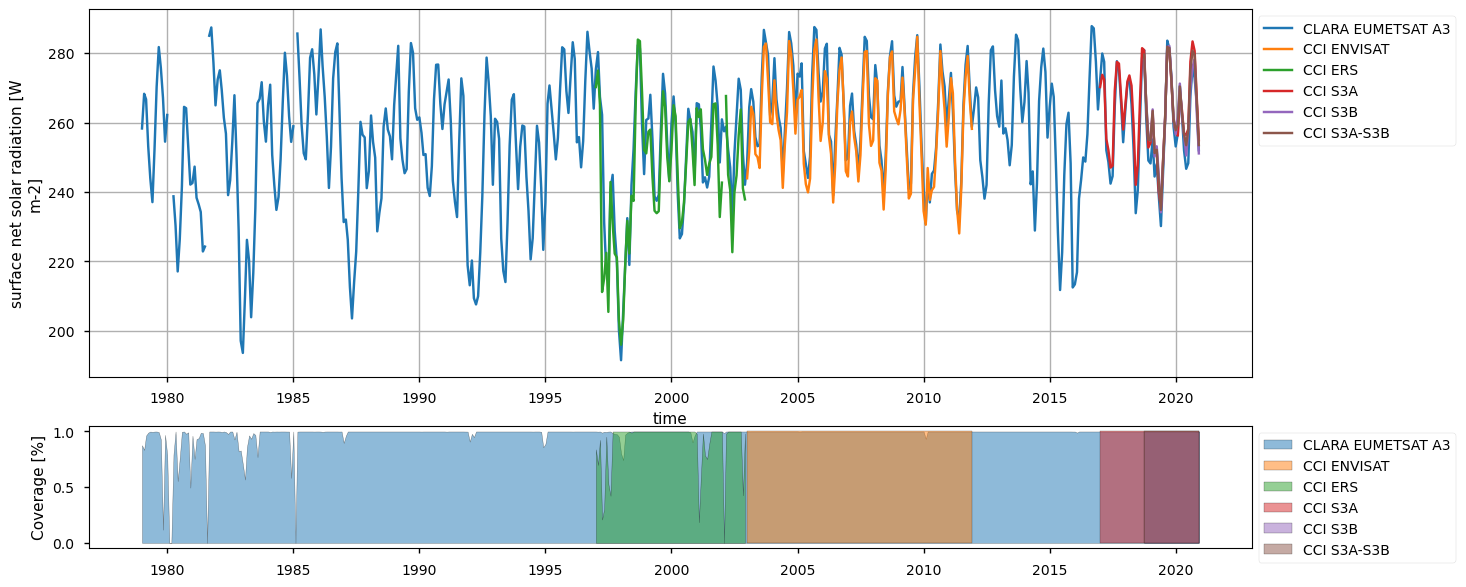 280
260
240
220
200
surface net solar radiation [W
m-2]
1980 1985 1990 1995 2000 2005 2010 2015 2020
time
CLARA EUMETSAT A3
CCI ENVISAT
CCI ERS
CCI S3A
CCI S3B
CCI S3A-S3B
1.0
0.5
0.0
Coverage [%]
1980 1985 1990 1995 2000 2005 2010 2015 2020
CLARA EUMETSAT A3
CCI ENVISAT
CCI ERS
CCI S3A
CCI S3B
CCI S3A-S3B